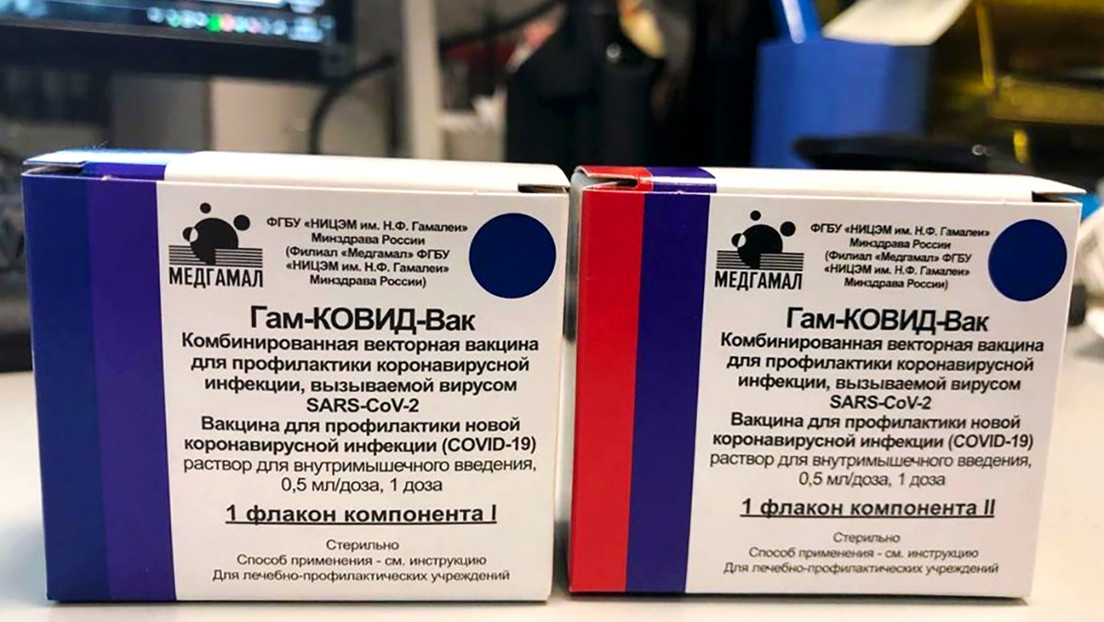 МЕДГАМАЛ
ФГБУ «НИЦЭМ им. Н.Ф. Гамалеи»
Минздрава России
(Филиал «Медгамал» ФГБУ
«НИЦЭМ им. Н.Ф. Гамалеи»
Минздрава России)
Гам-КОВИД-Вак
Комбинированная векторная вакцина
для профилактики коронавирусной
инфекции, вызываемой вирусом
SARS-CoV-2
Вакцина для профилактики новой
коронавирусной инфекции (COVID-19)
раствор для внутримышечного введения,
0,5 мл/доза, 1 доза
1 флакон компонента I
Стерильно
Способ применения - см. инструкцию
Для лечебно-профилактических учреждений
МЕДГАМАЛ
ФГБУ «НИЦЭМ им. Н.Ф. Гамалеи»
Минздрава России
(Филиал «Медгамал» ФГБУ
«НИЦЭМ им. Н.Ф. Гамалеи»
Минздрава России)
Гам-КОВИД-Вак
Комбинированная векторная вакцина
для профилактики коронавирусной
инфекции, вызываемой вирусом
SARS-CoV-2
Вакцина для профилактики новой
коронавирусной инфекции (COVID-19)
раствор для внутримышечного введения,
0,5 мл/доза, 1 доза
1 флакон компонента II
Стерильно
Способ применения - см. инструкцию
Для лечебно-профилактических учреждений